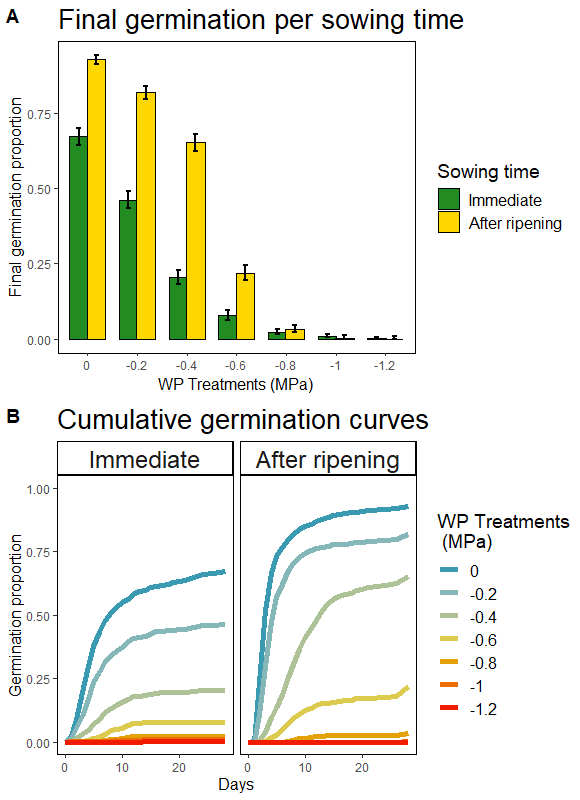 A
Final germination per sowing time
Final germination proportion
0.75
0.50
0.25
0.00
0
-0.2
-0.4
-0.6
-0.8
-1
-1.2
WP Treatments (MPa)
Sowing time
Immediate
After ripening
B
Cumulative germination curves
Immediate
After ripening
Germination proportion
1.00
0.75
0.50
0.25
0.00
0
10
20
0
10
20
Days
WP Treatments
(MPa)
0
-0.2
-0.4
-0.6
-0.8
-1
-1.2